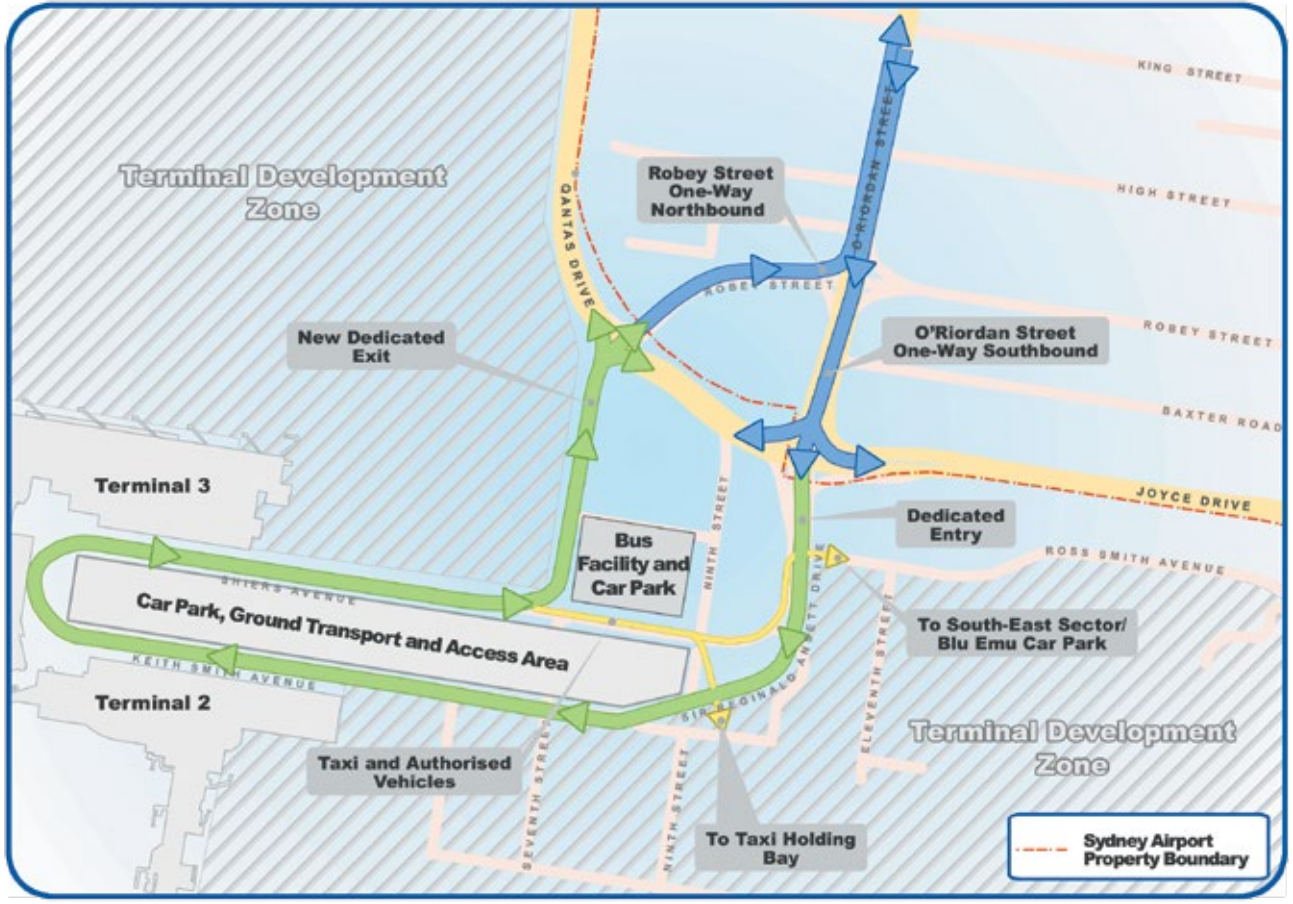 KING STREET
Terminal Development
Zone
Robey Street
One-Way
Northbound
O'RIORDAN STREET
HIGH STREET
QANTAS DRIVE
ROBEY STREET
New Dedicated
Exit
O'Riordan Street
One-Way Southbound
ROBEY STREET
BAXTER ROAD
Terminal 3
JOYCE DRIVE
NINTH STREET
Dedicated
Entry
Bus
Facility and
Car Park
ROSS SMITH AVENUE
SHIERS AVENUE
Car Park, Ground Transport and Access Area
To South-East Sector/
Blu Emu Car Park
KEITH SMITH AVENUE
Terminal 2
SIR REGINALD ANSETT DRIVE
ELEVENTH STREET
Terminal Development
Zone
Taxi and Authorised
Vehicles
SEVENTH STREET
NINTH STREET
To Taxi Holding
Bay
Sydney Airport
Property Boundary